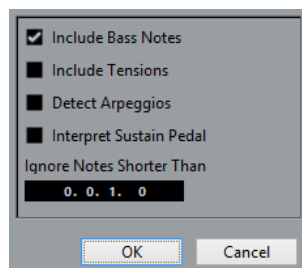 Include Bass Notes
Include Tensions
Detect Arpeggios
Interpret Sustain Pedal
Ignore Notes Shorter Than
0. 0. 1. 0
OK Cancel